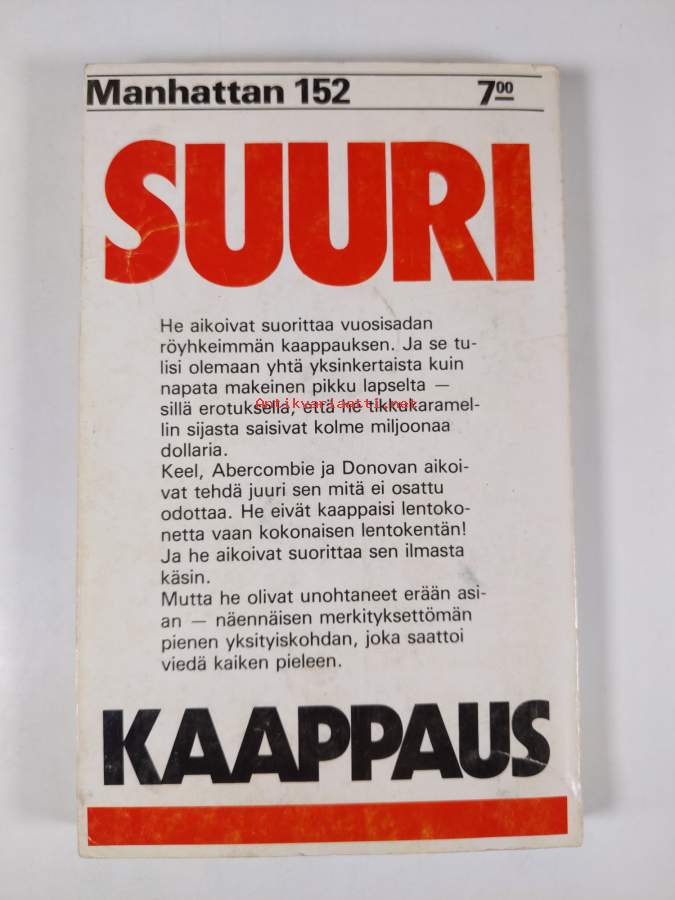 Manhattan 152 7⁰⁰
SUURI
He aikoivat suorittaa vuosisadan
röyhkeimmän kaappauksen. Ja se tu-
lisi olemaan yhtä yksinkertaista kuin
napata makeinen pikku lapselta —
sillä erotuksella, että he tikkukaramel-
Antikvariaatti.net
lin sijasta saisivat kolme miljoonaa
dollaria.
Keel, Abercombie ja Donovan aikoi-
vat tehdä juuri sen mitä ei osattu
odottaa. He eivät kaappaisi lentoko-
netta vaan kokonaisen lentokentän!
Ja he aikoivat suorittaa sen ilmasta
käsin.
Mutta he olivat unohtaneet erään asi-
an — näennäisen merkityksettömän
pienen yksityiskohdan, joka saattoi
viedä kaiken pieleen.
KAAPPAUS